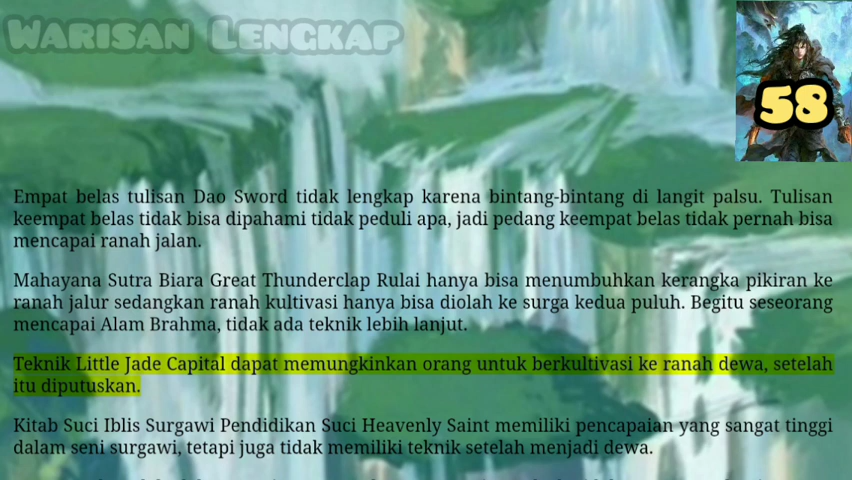 Warisan Lengkap
58
Empat belas tulisan Dao Sword tidak lengkap karena bintang-bintang di langit palsu. Tulisan
keempat belas tidak bisa dipahami tidak peduli apa, jadi pedang keempat belas tidak pernah bisa
mencapai ranah jalan.
Mahayana Sutra Biara Great Thunderclap Rulai hanya bisa menumbuhkan kerangka pikiran ke
ranah jalur sedangkan ranah kultivasi hanya bisa diolah ke surga kedua puluh. Begitu seseorang
mencapai Alam Brahma, tidak ada teknik lebih lanjut.
Teknik Little Jade Capital dapat memungkinkan orang untuk berkultivasi ke ranah dewa, setelah
itu diputuskan.
Kitab Suci Iblis Surgawi Pendidikan Suci Heavenly Saint memiliki pencapaian yang sangat tinggi
dalam seni surgawi, tetapi juga tidak memiliki teknik setelah menjadi dewa.